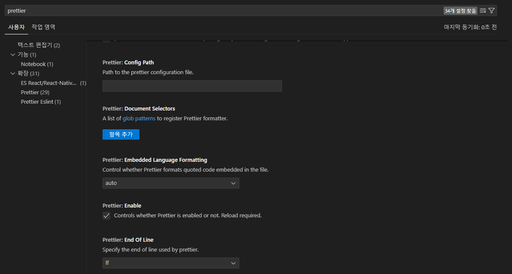 prettier
34개 설정 찾음
사용자 작업 영역
마지막 동기화: 0초 전
텍스트 편집기 (2)
기능 (1)
Notebook (1)
확장 (31)
ES React/React-Nativ... (1)
Prettier (29)
Prettier Eslint (1)
Prettier: Config Path
Path to the prettier configuration file.
Prettier: Document Selectors
A list of glob patterns to register Prettier formatter.
항목 추가
Prettier: Embedded Language Formatting
Control whether Prettier formats quoted code embedded in the file.
auto
Prettier: Enable
Controls whether Prettier is enabled or not. Reload required.
Prettier: End Of Line
Specify the end of line used by prettier.
lf